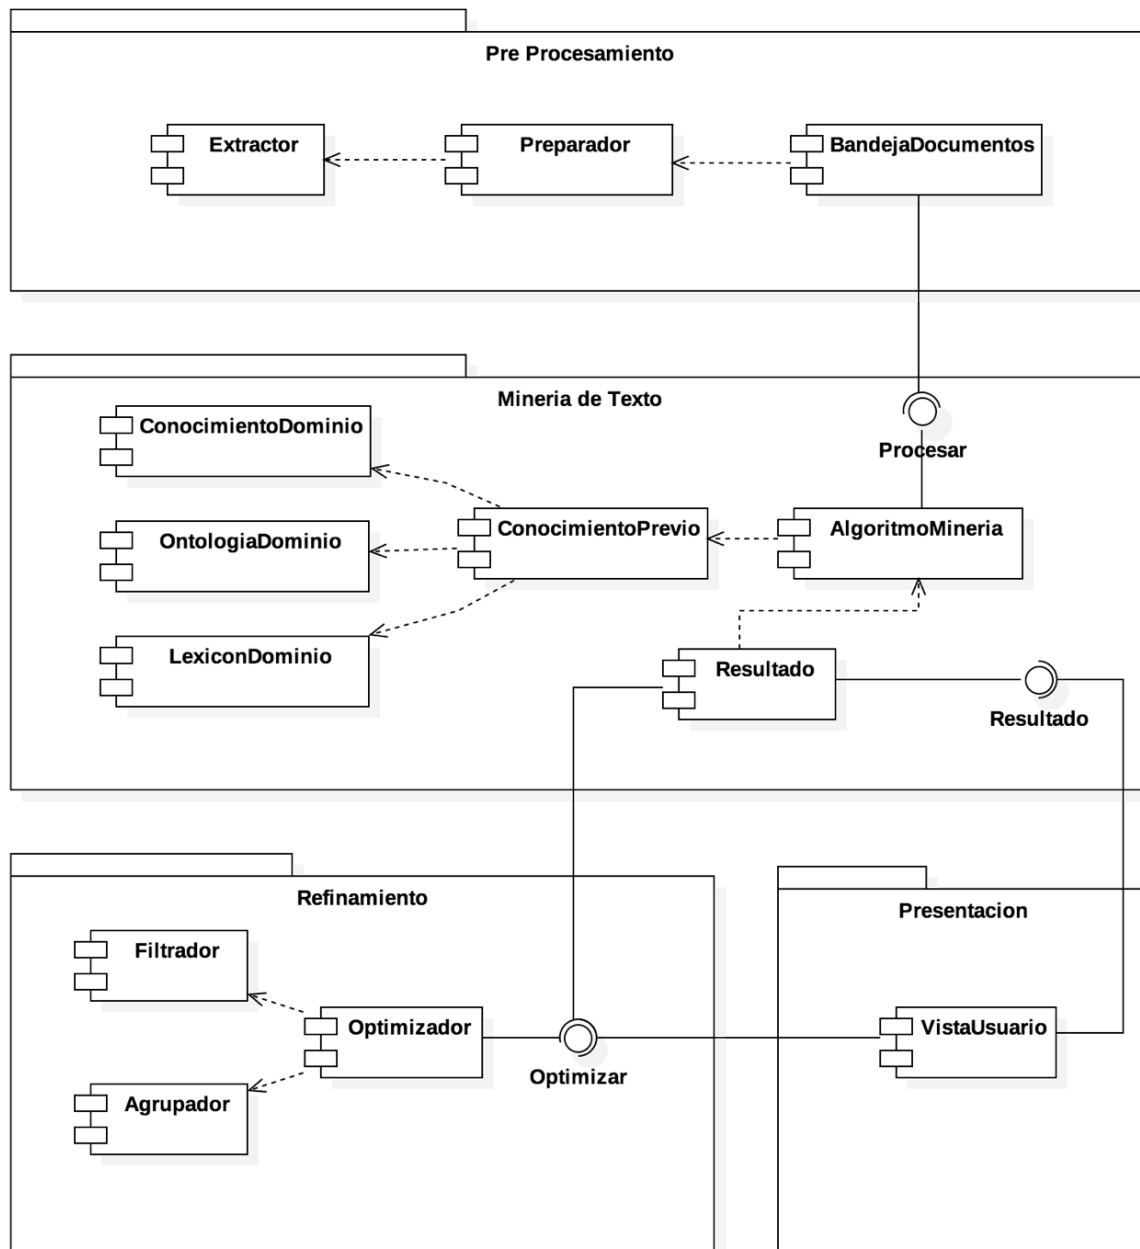 Pre Procesamiento
Extractor
Preparador
BandejaDocumentos
Mineria de Texto
ConocimientoDominio
Procesar
OntologiaDominio
ConocimientoPrevio
AlgoritmoMineria
LexiconDominio
Resultado
Resultado
Refinamiento
Presentacion
Filtrador
Optimizador
VistaUsuario
Optimizar
Agrupador